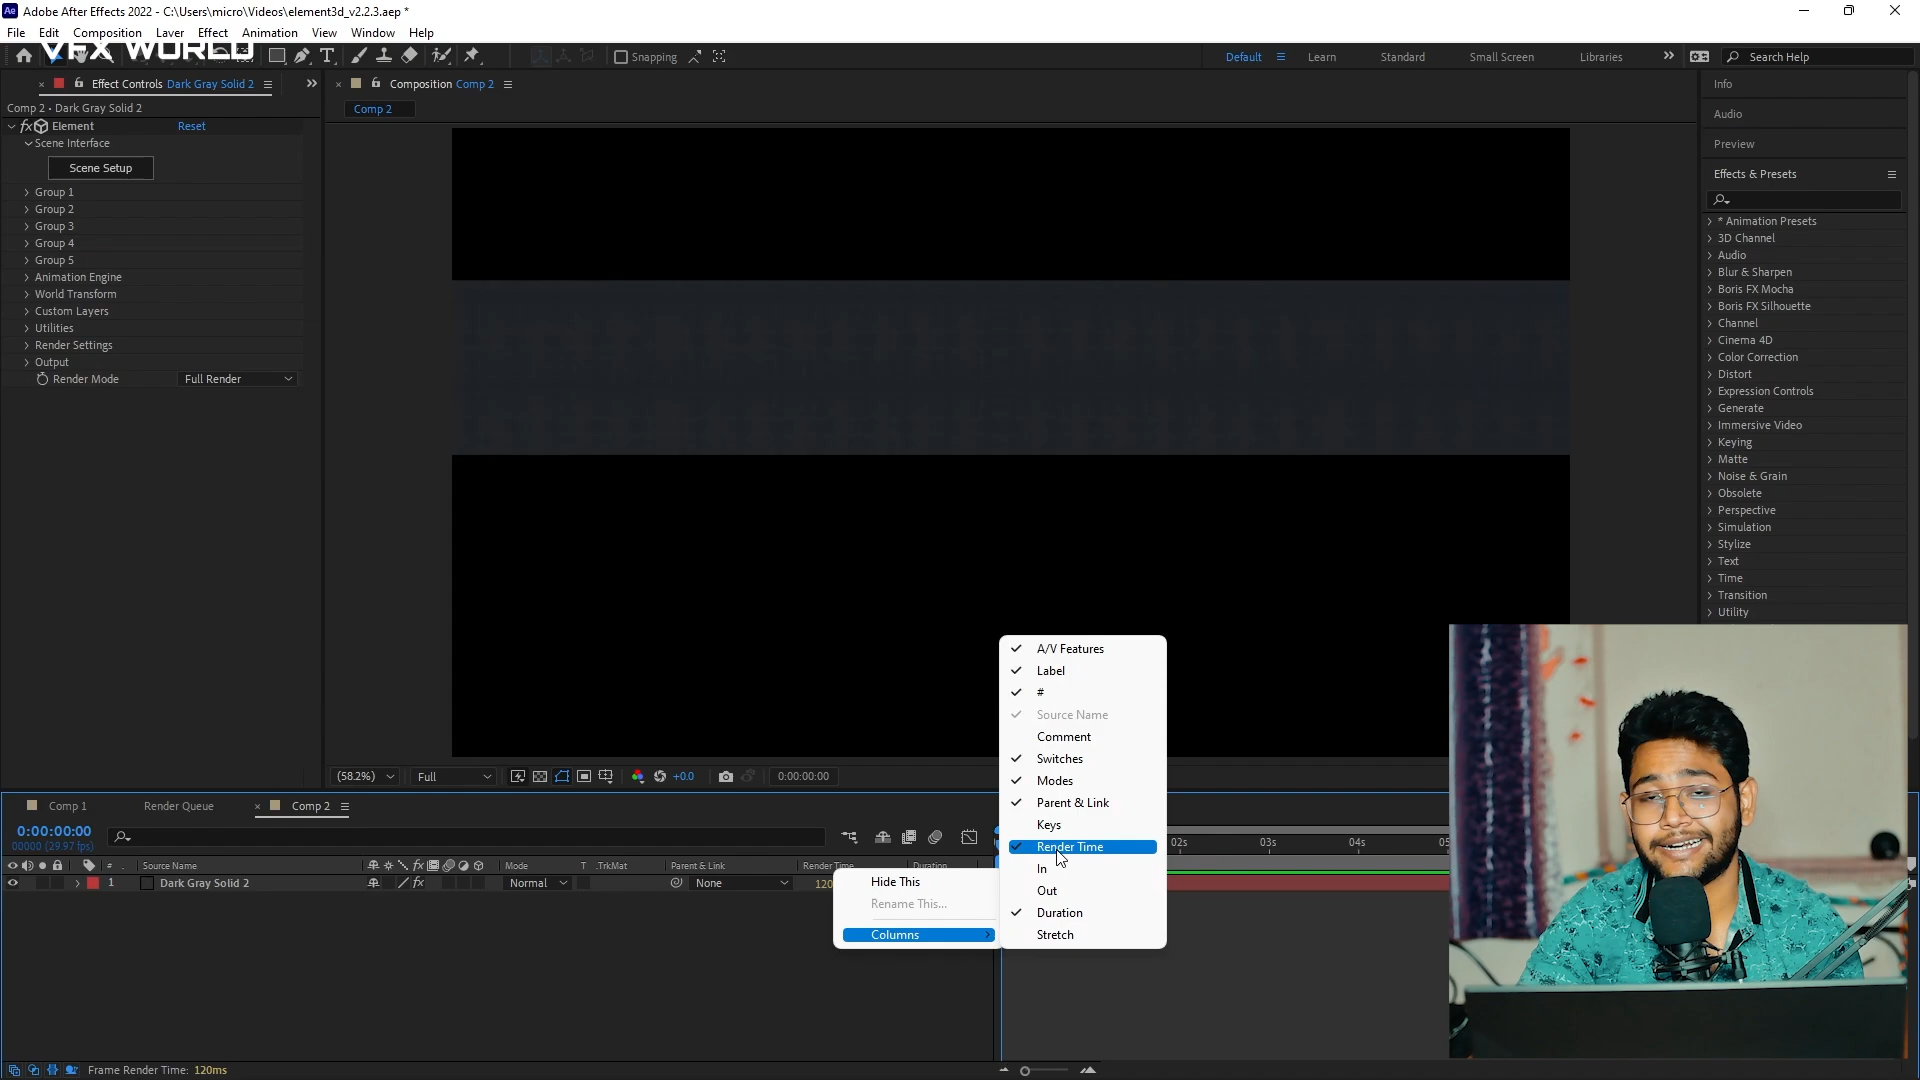 Adobe After Effects 2022 - C:\Users\micro\Videos\element3d_v2.2.3.aep *
File Edit Composition Layer Effect Animation View Window Help
VFX WORLD
Snapping
Default Learn Standard Small Screen Libraries
Search Help
Effect Controls Dark Gray Solid 2
Comp 2 • Dark Gray Solid 2
fx Element Reset
Scene Interface
Scene Setup
Group 1
Group 2
Group 3
Group 4
Group 5
Animation Engine
World Transform
Custom Layers
Utilities
Render Settings
Output
Render Mode Full Render
Composition Comp 2
Comp 2
Info
Audio
Preview
Effects & Presets
* Animation Presets
3D Channel
Audio
Blur & Sharpen
Boris FX Mocha
Boris FX Silhouette
Channel
Cinema 4D
Color Correction
Distort
Expression Controls
Generate
Immersive Video
Keying
Matte
Noise & Grain
Obsolete
Perspective
Simulation
Stylize
Text
Time
Transition
Utility
A/V Features
Label
#
Source Name
Comment
Switches
Modes
Parent & Link
Keys
Render Time
In
Out
Duration
Stretch
Hide This
Rename This...
Columns
(58.2%) Full +0.0 0:00:00:00
Comp 1 Render Queue Comp 2
0:00:00:00
00000 (29.97 fps)
02s 03s 04s
# Source Name fx Mode T .TrkMat Parent & Link Render Time Duration
1 Dark Gray Solid 2 fx Normal None 120
Frame Render Time: 120ms